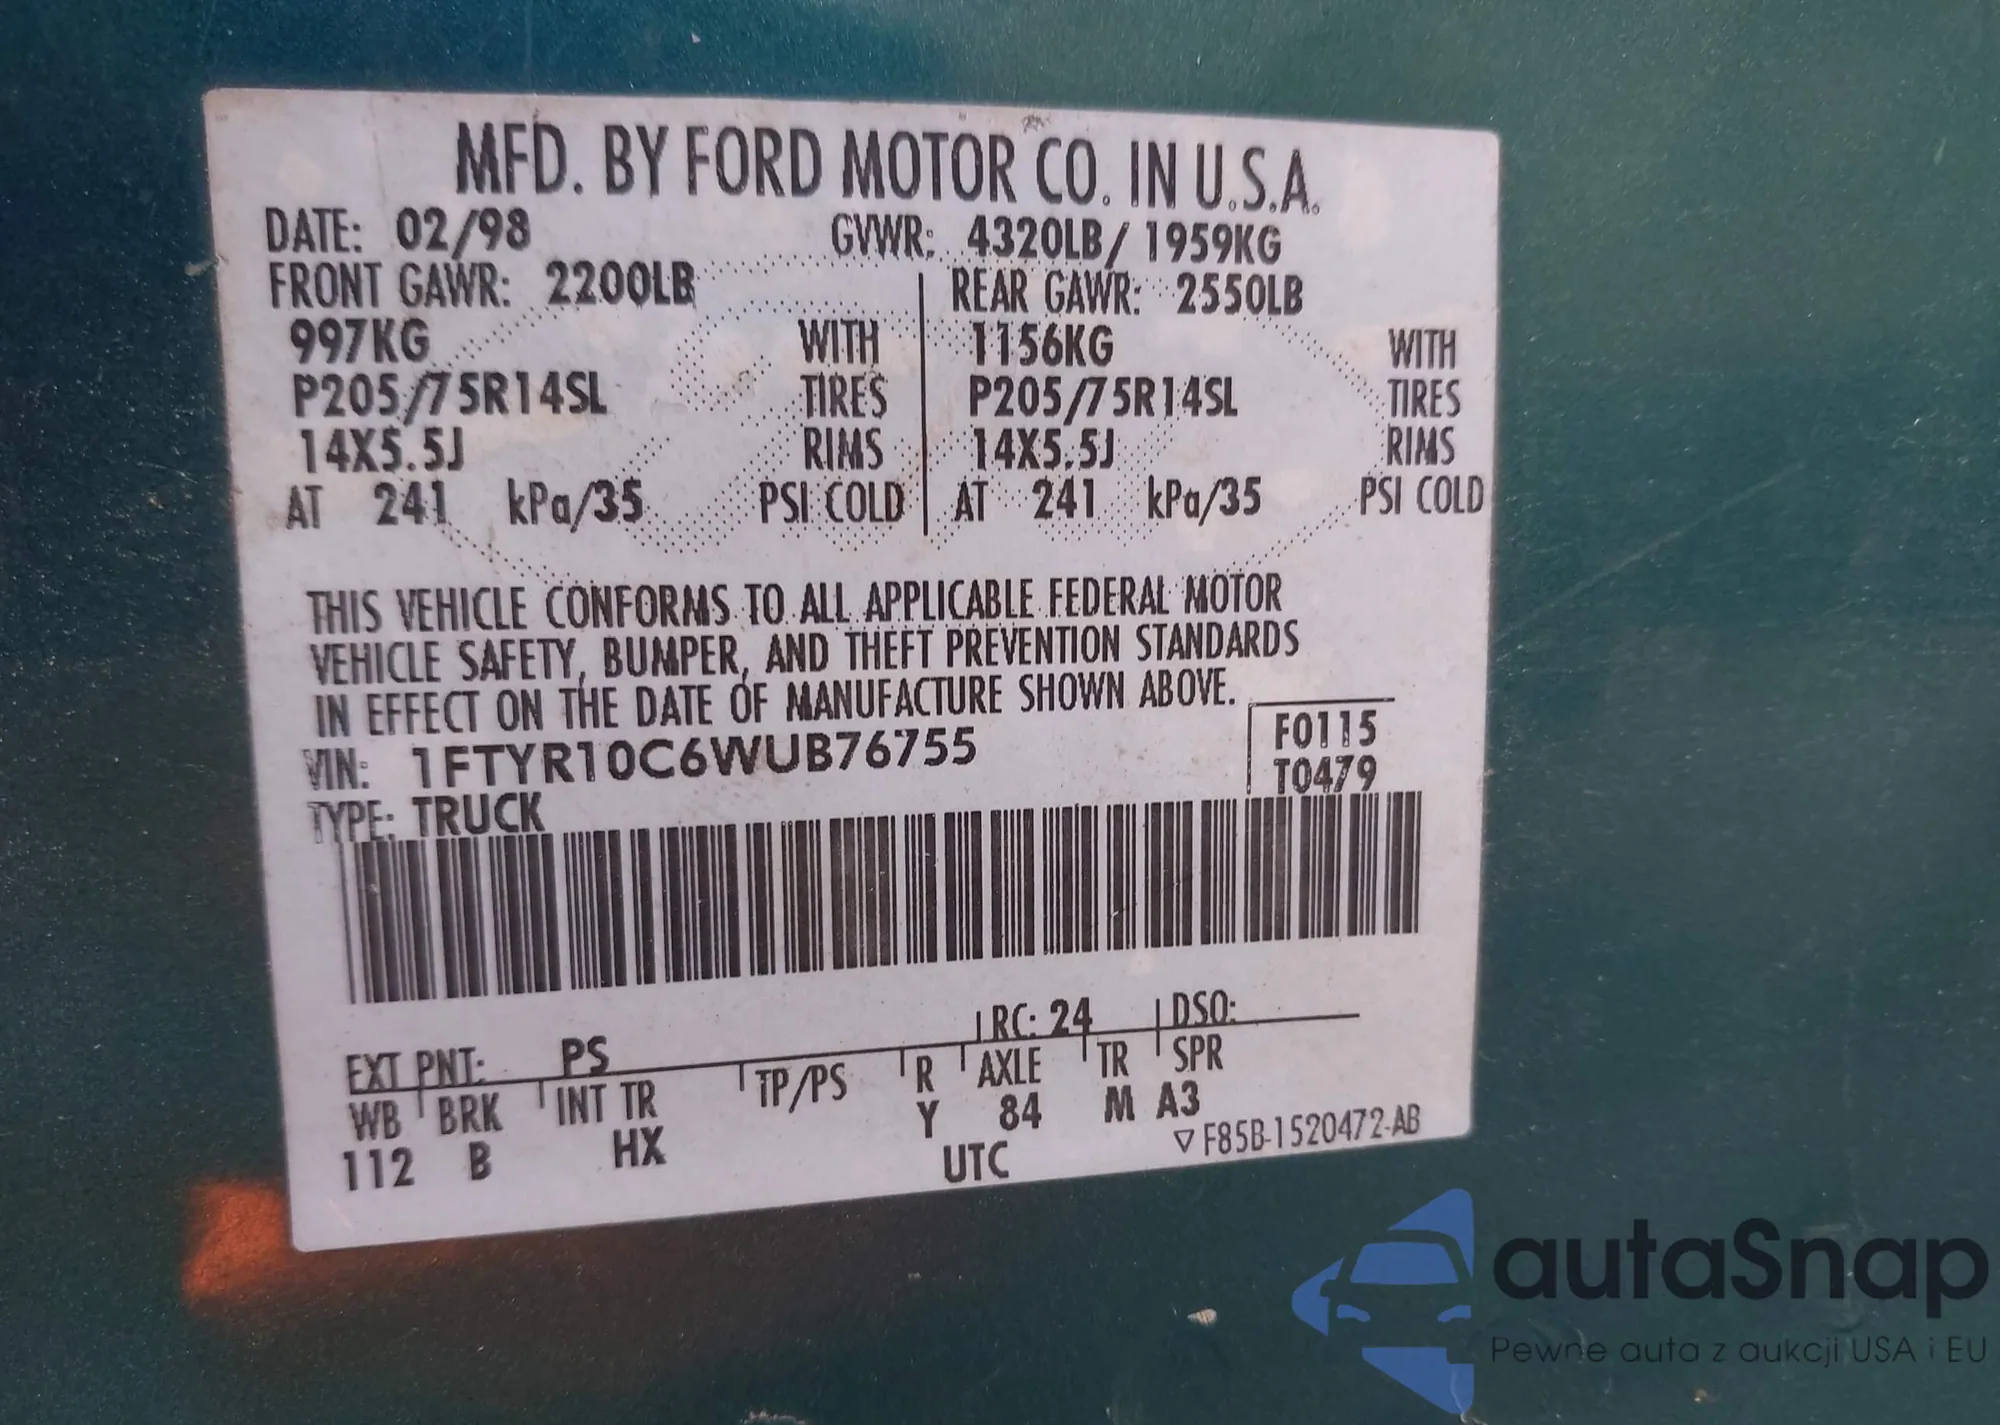 MFD. BY FORD MOTOR CO. IN U.S.A.
DATE: 02/98 GVWR: 4320LB/ 1959KG
FRONT GAWR: 2200LB REAR GAWR: 2550LB
997KG WITH 1156KG WITH
P205/75R14SL TIRES P205/75R14SL TIRES
14X5.5J RIMS 14X5.5J RIMS
AT 241 kPa/35 PSI COLD AT 241 kPa/35 PSI COLD
THIS VEHICLE CONFORMS TO ALL APPLICABLE FEDERAL MOTOR
VEHICLE SAFETY, BUMPER, AND THEFT PREVENTION STANDARDS
IN EFFECT ON THE DATE OF MANUFACTURE SHOWN ABOVE.
VIN: 1FTYR10C6WUB76755 F0115
TYPE: TRUCK T0479
EXT PNT: PS RC: 24 DSO:
WB BRK INT TR TP/PS R AXLE TR SPR
112 B HX Y 84 M A3
UTC ▽F85B-1520472-AB
autaSnap
Pewne auta z aukcji USA i EU